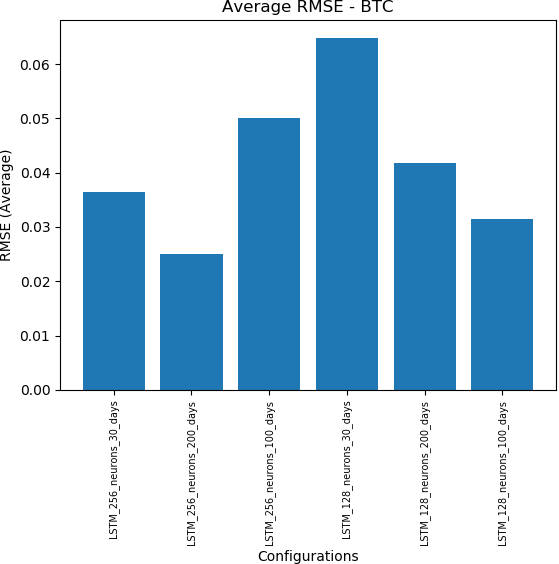 Average RMSE - BTC
RMSE (Average)
0.06
0.05
0.04
0.03
0.02
0.01
0.00
LSTM_256_neurons_30_days
LSTM_256_neurons_200_days
LSTM_256_neurons_100_days
LSTM_128_neurons_30_days
LSTM_128_neurons_200_days
LSTM_128_neurons_100_days
Configurations